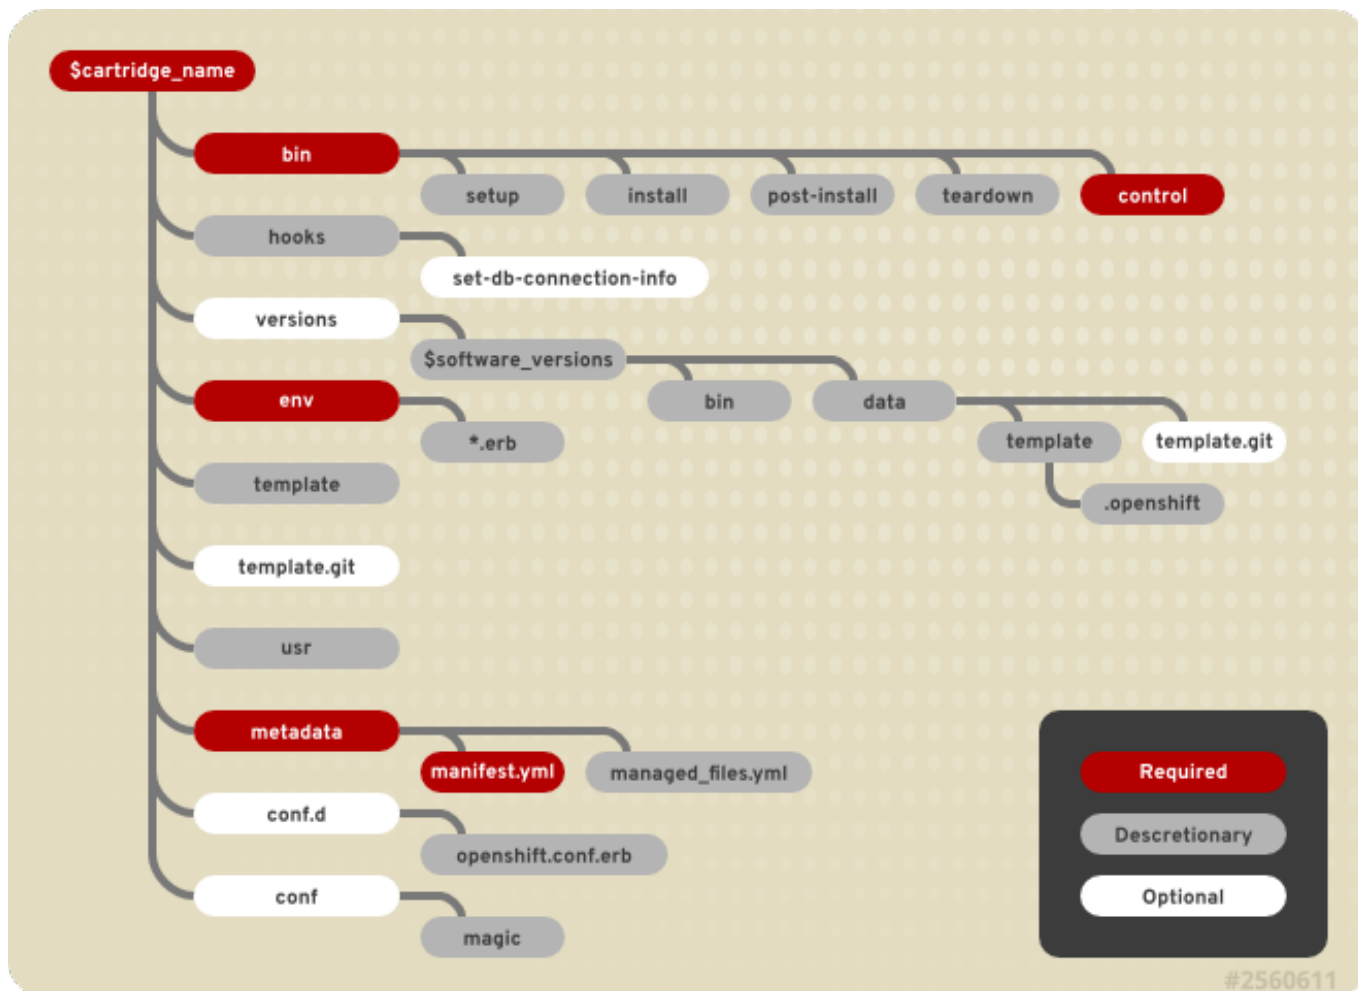 $cartridge_name
bin
setup
install
post-install
teardown
control
hooks
set-db-connection-info
versions
$software_versions
env
bin
data
*.erb
template
template.git
template
.openshift
template.git
usr
metadata
manifest.yml
managed_files.yml
Required
conf.d
Descretionary
openshift.conf.erb
conf
Optional
magic
#2560611